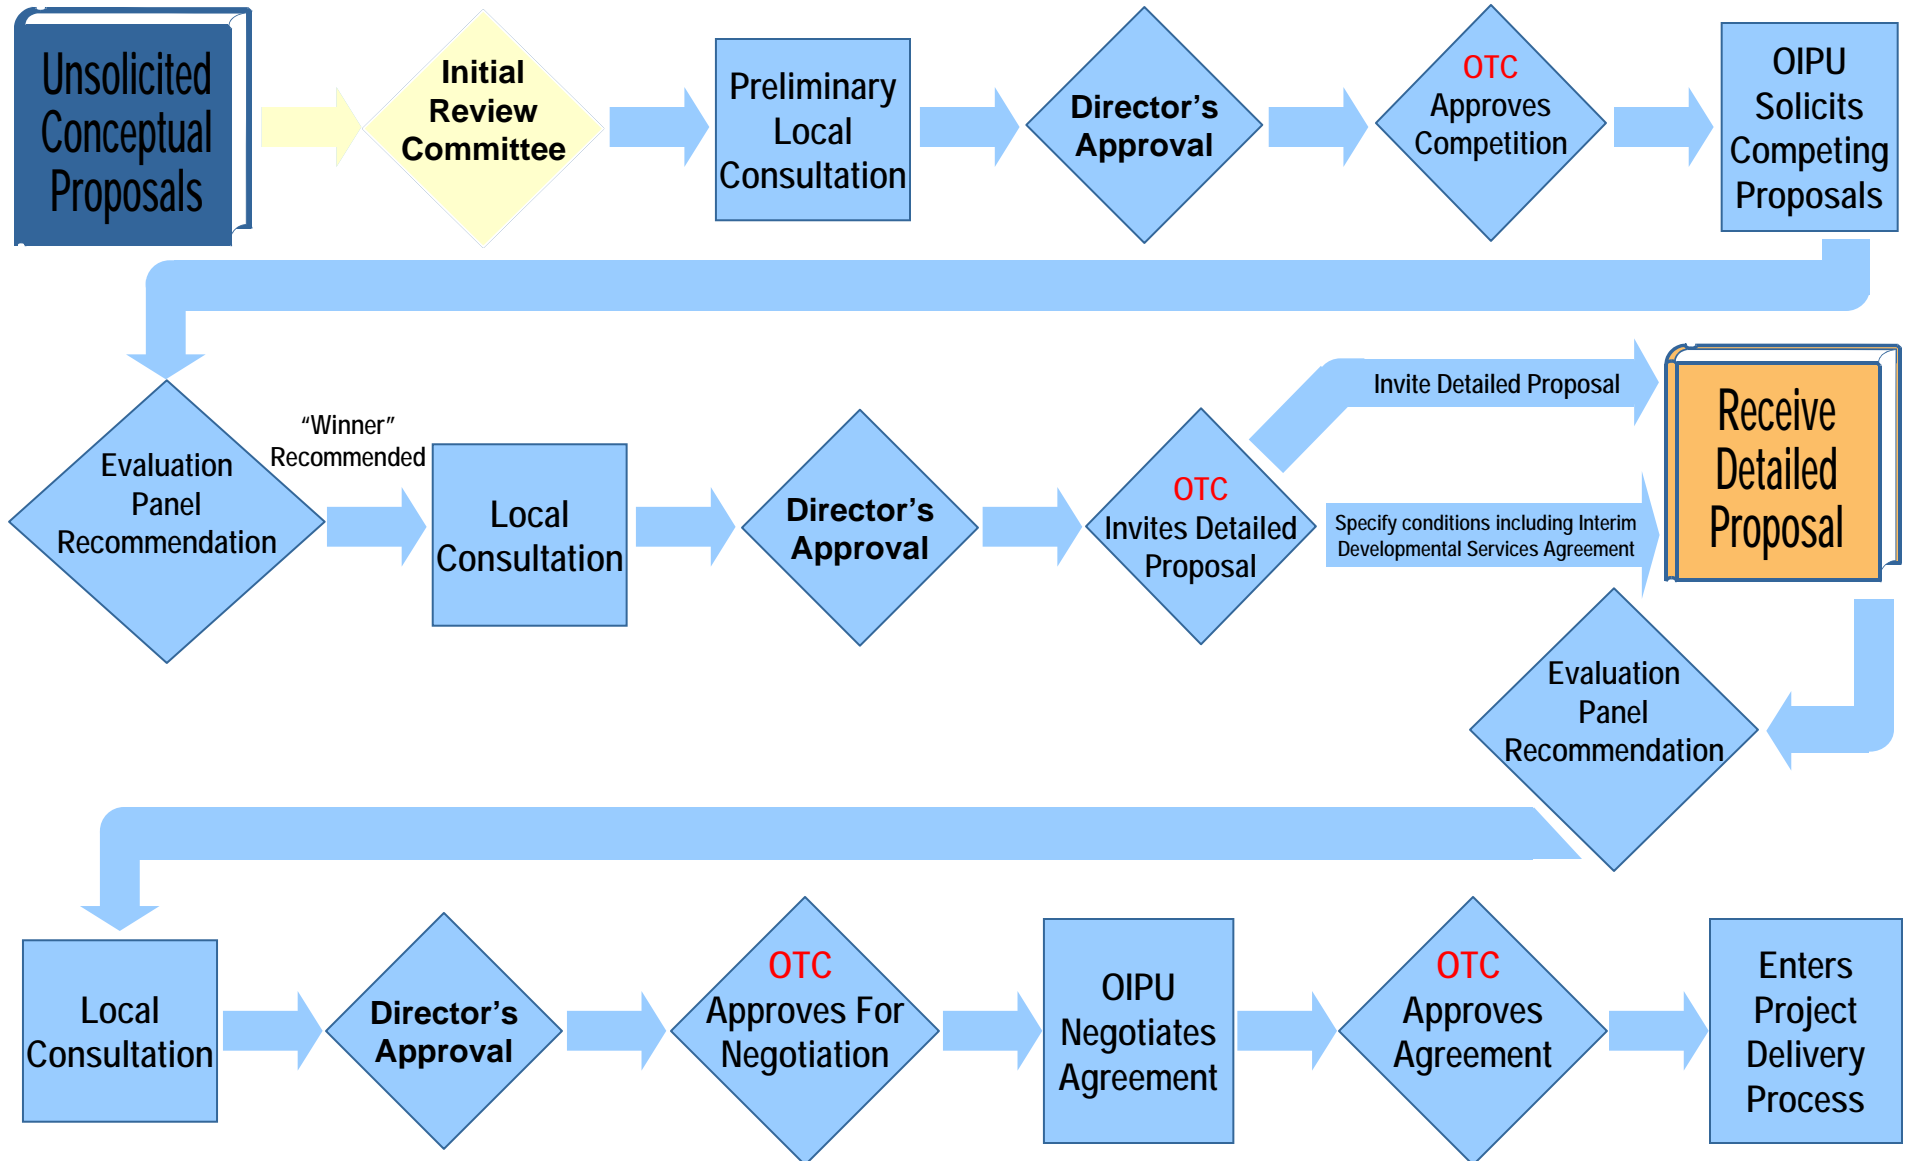 Unsolicited
Conceptual
Proposals
Initial
Review
Committee
Preliminary
Local
Consultation
Director’s
Approval
OTC
Approves
Competition
OIPU
Solicits
Competing
Proposals
Evaluation
Panel
Recommendation
“Winner”
Recommended
Local
Consultation
Director’s
Approval
OTC
Invites Detailed
Proposal
Invite Detailed Proposal
Specify conditions including Interim
Developmental Services Agreement
Receive
Detailed
Proposal
Evaluation
Panel
Recommendation
Local
Consultation
Director’s
Approval
OTC
Approves For
Negotiation
OIPU
Negotiates
Agreement
OTC
Approves
Agreement
Enters
Project
Delivery
Process